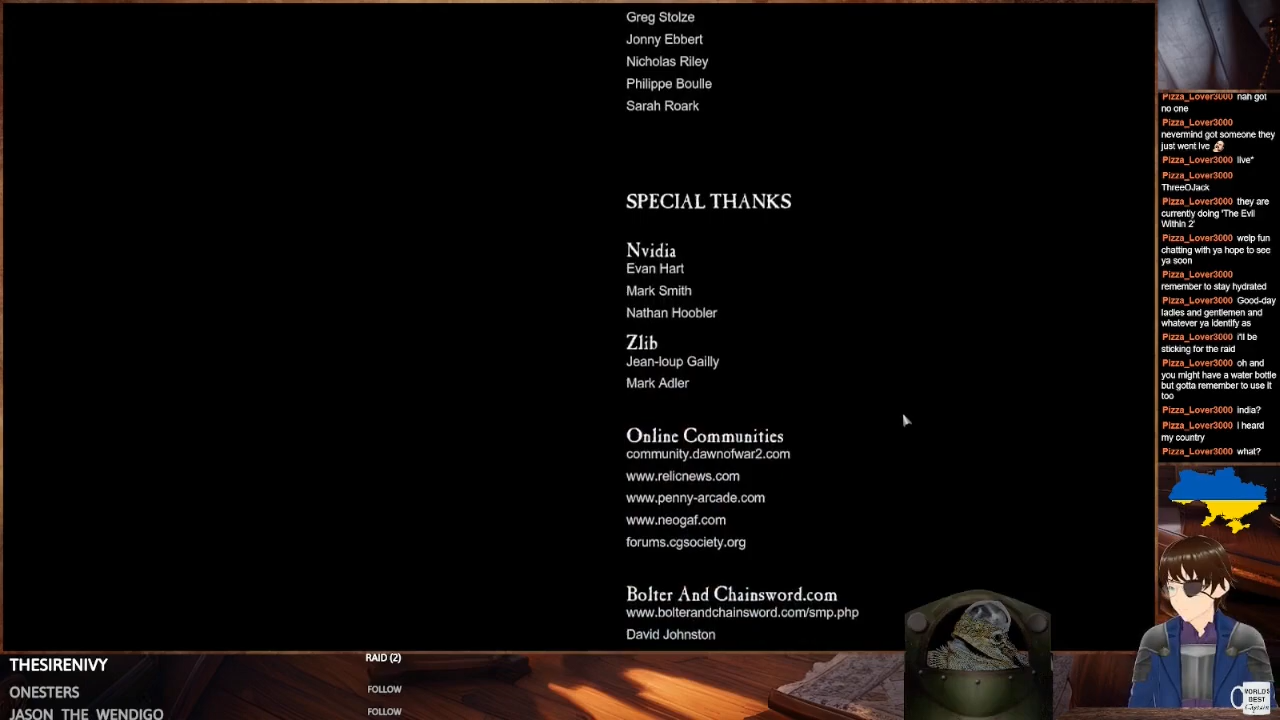 Greg Stolze
Jonny Ebbert
Nicholas Riley
Philippe Boulle
Sarah Roark
SPECIAL THANKS
Nvidia
Evan Hart
Mark Smith
Nathan Hoobler
Zlib
Jean-loup Gailly
Mark Adler
Online Communities
community.dawnofwar2.com
www.relicnews.com
www.penny-arcade.com
www.neogaf.com
forums.cgsociety.org
Bolter And Chainsword.com
www.bolterandchainsword.com/smp.php
David Johnston
Pizza_Lover3000 nah got
no one
Pizza_Lover3000
nevermind got someone they
just went lve
Pizza_Lover3000 live*
Pizza_Lover3000
ThreeOJack
Pizza_Lover3000 they are
currently doing 'The Evil
Within 2'
Pizza_Lover3000 welp fun
chatting with ya hope to see
ya soon
Pizza_Lover3000
remember to stay hydrated
Pizza_Lover3000 Good-day
ladies and gentlemen and
whatever ya identify as
Pizza_Lover3000 i'll be
sticking for the raid
Pizza_Lover3000 oh and
you might have a water bottle
but gotta remember to use it
too
Pizza_Lover3000 india?
Pizza_Lover3000 i heard
my country
Pizza_Lover3000 what?
THESIRENIVY RAID (2)
ONESTERS FOLLOW
JASON_THE_WENDIGO FOLLOW
WORLD'S
BEST
Captain